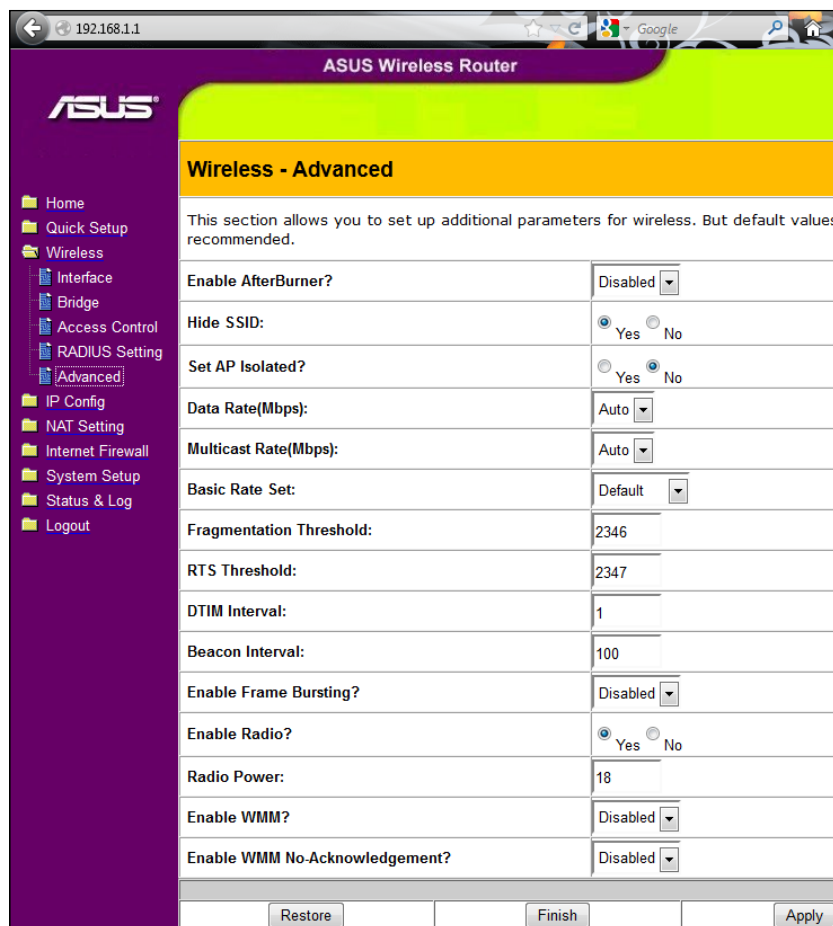 192.168.1.1
Google
ASUS Wireless Router
ASUS
Wireless - Advanced
Home
Quick Setup
Wireless
Interface
Bridge
Access Control
RADIUS Setting
Advanced
IP Config
NAT Setting
Internet Firewall
System Setup
Status & Log
Logout
This section allows you to set up additional parameters for wireless. But default values
recommended.
Enable AfterBurner? Disabled
Hide SSID: Yes No
Set AP Isolated? Yes No
Data Rate(Mbps): Auto
Multicast Rate(Mbps): Auto
Basic Rate Set: Default
Fragmentation Threshold: 2346
RTS Threshold: 2347
DTIM Interval: 1
Beacon Interval: 100
Enable Frame Bursting? Disabled
Enable Radio? Yes No
Radio Power: 18
Enable WMM? Disabled
Enable WMM No-Acknowledgement? Disabled
Restore Finish Apply